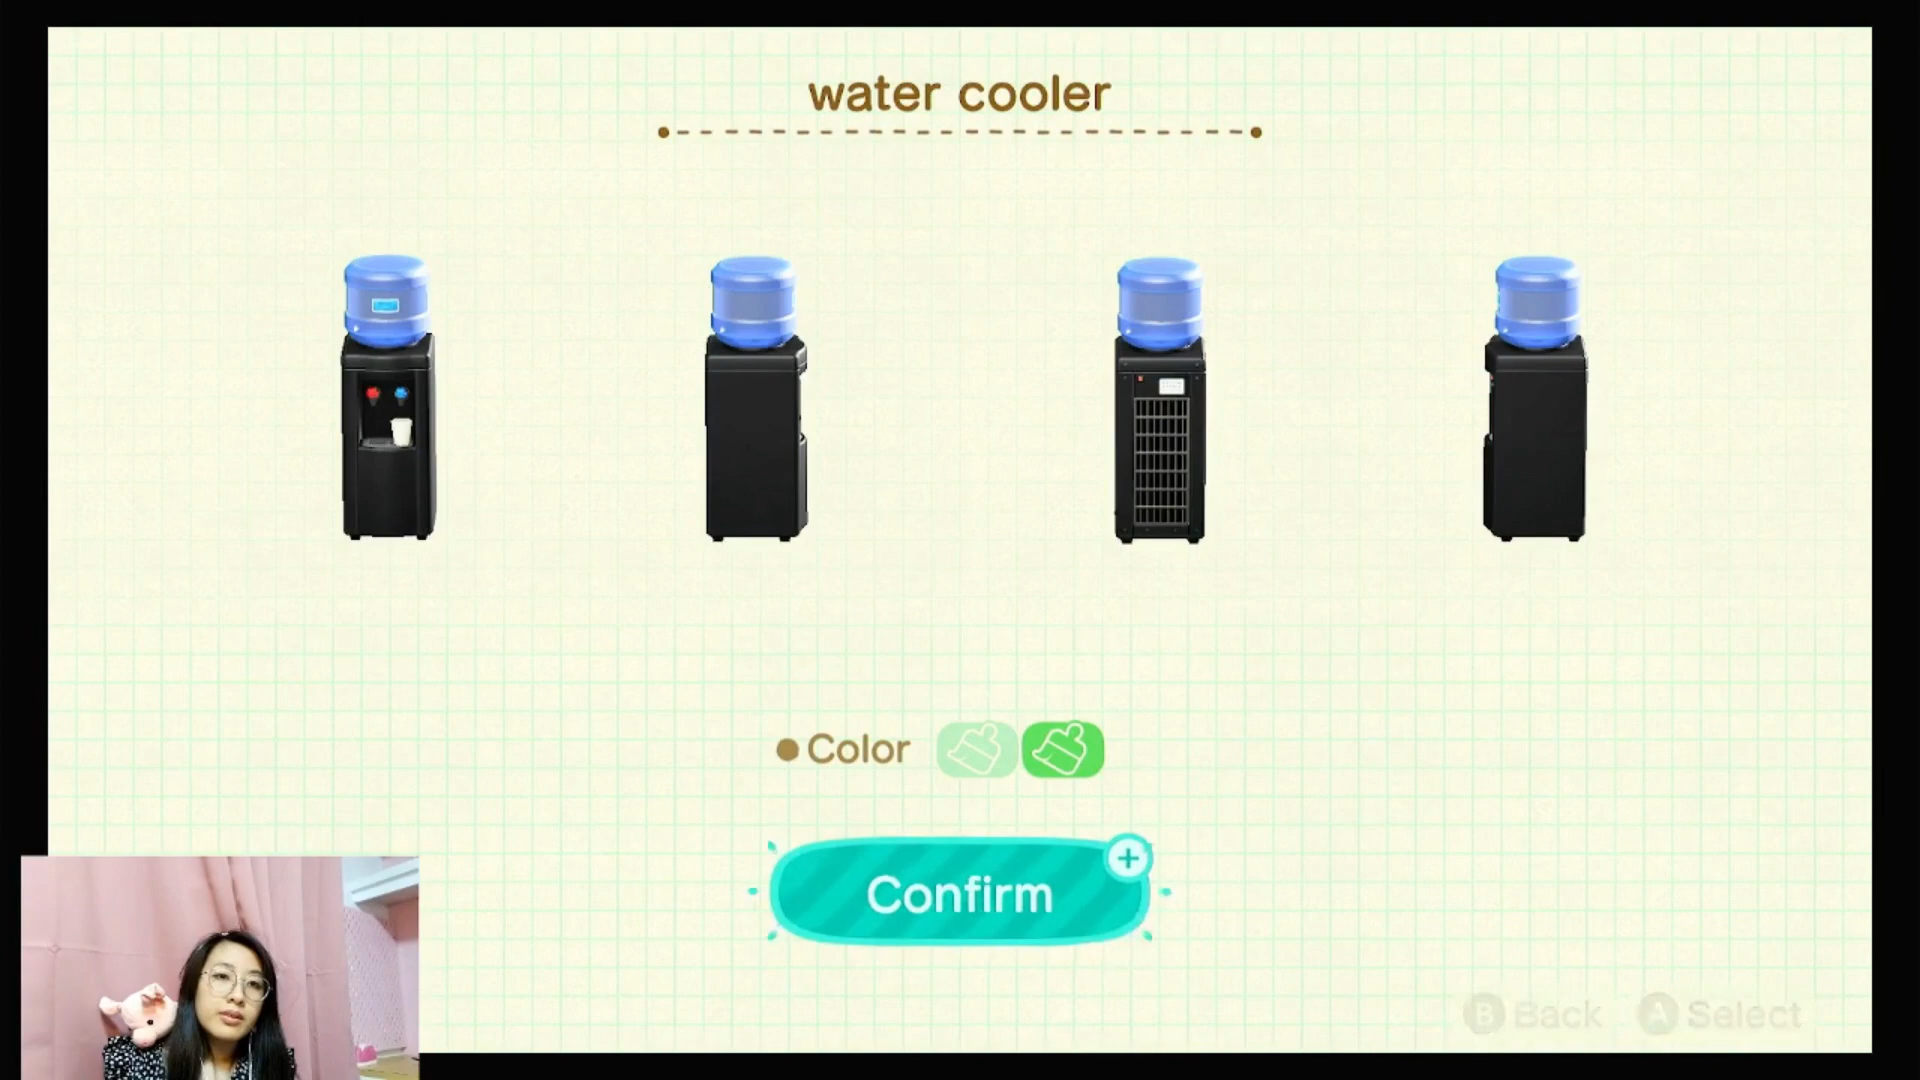 water cooler
Color
Confirm
B Back A Select